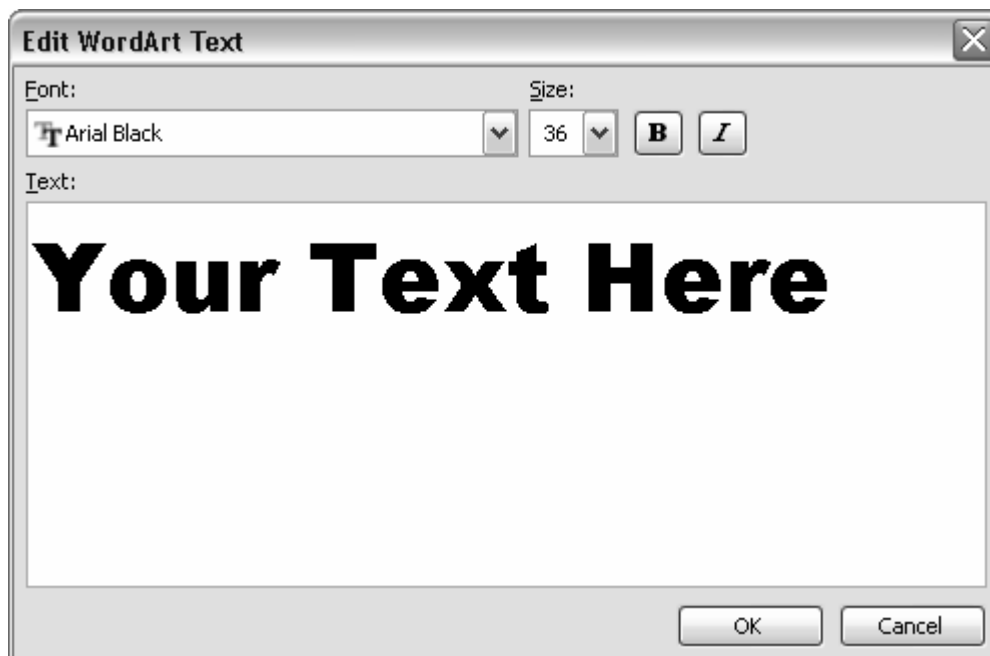 Edit WordArt Text
Font: Size:
Arial Black 36 B I
Text:
Your Text Here
OK Cancel